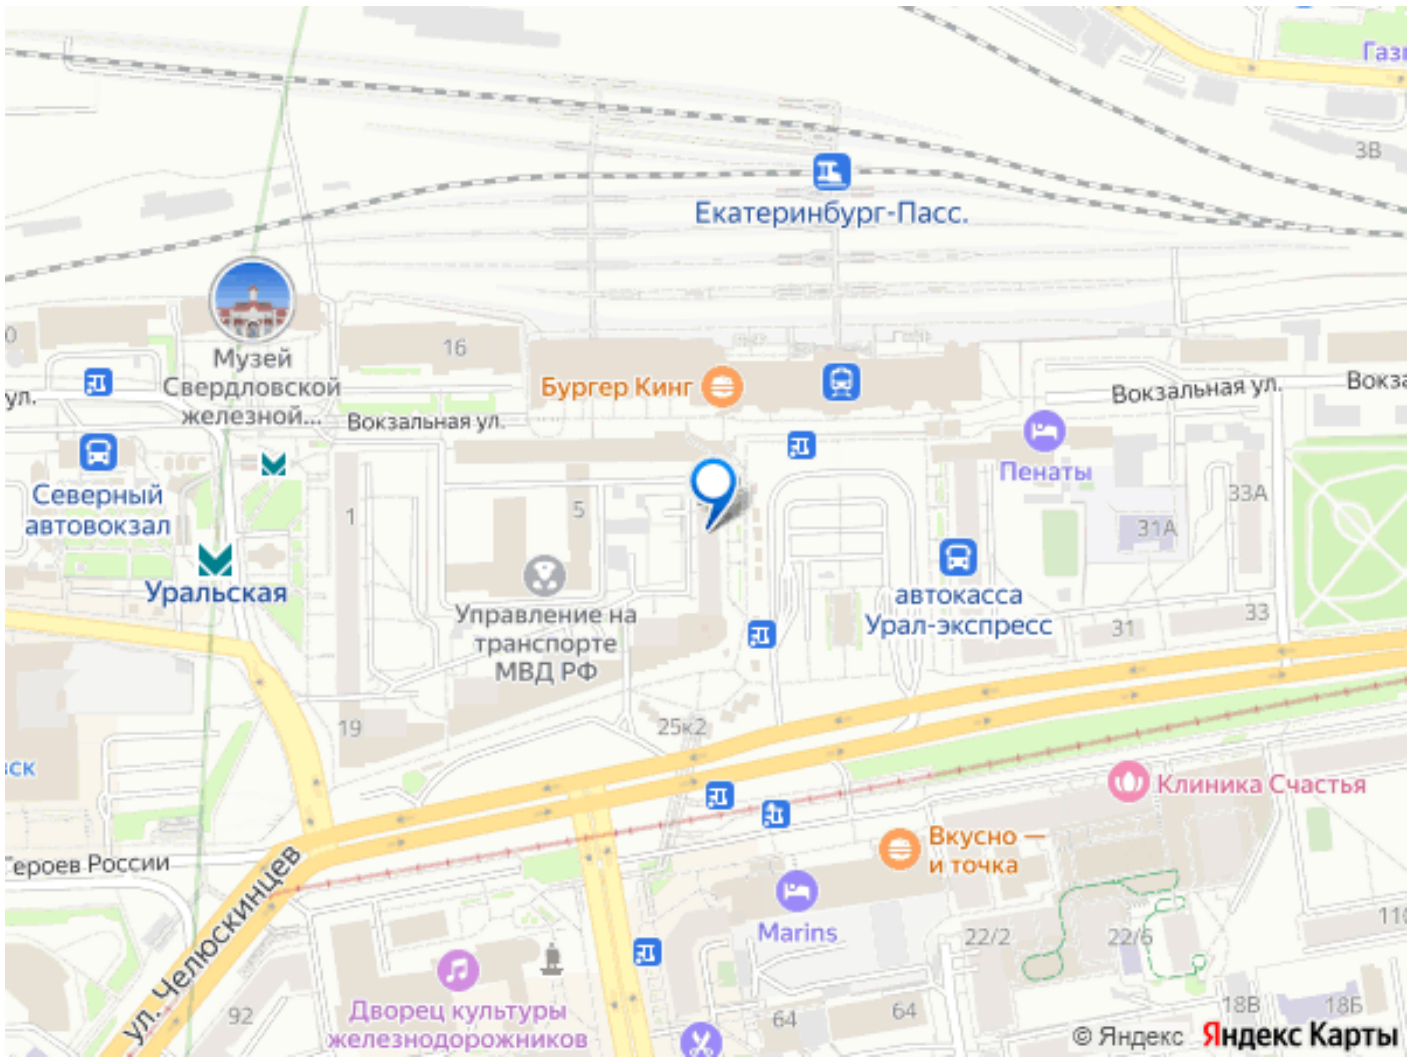 Газ
3В
Екатеринбург-Пасс.
Музей
Свердловской
железной...
16
Бургер Кинг
ул.
Вокзальная ул.
Вокзальная ул.
Вокза
Северный
автовокзал
Пенаты
1
5
33А
31А
Уральская
Управление на
транспорте
МВД РФ
автокасса
Урал-экспресс
31
33
19
25к2
ск
Клиника Счастья
Героев России
ул. Челюскинцев
Вкусно —
и точка
Marins
22/2
22/6
110
92
Дворец культуры
железнодорожников
64
64
18В
18Б
© Яндекс Яндекс Карты